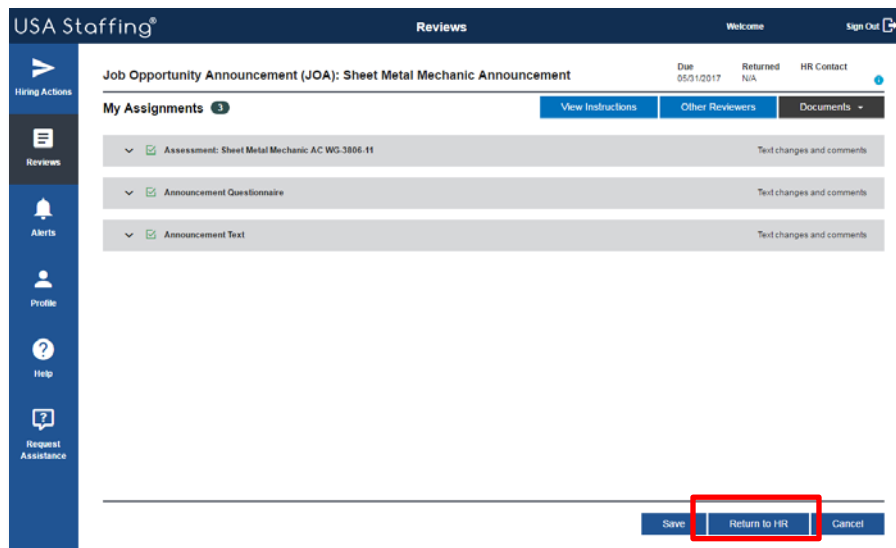 USA Staffing®
Reviews
Welcome
Sign Out
Hiring Actions
Reviews
Alerts
Profile
Help
Request
Assistance
Job Opportunity Announcement (JOA): Sheet Metal Mechanic Announcement
Due
05/31/2017
Returned
N/A
HR Contact
My Assignments 3
View Instructions
Other Reviewers
Documents
Assessment: Sheet Metal Mechanic AC WG-3806-11
Text changes and comments
Announcement Questionnaire
Text changes and comments
Announcement Text
Text changes and comments
Save
Return to HR
Cancel